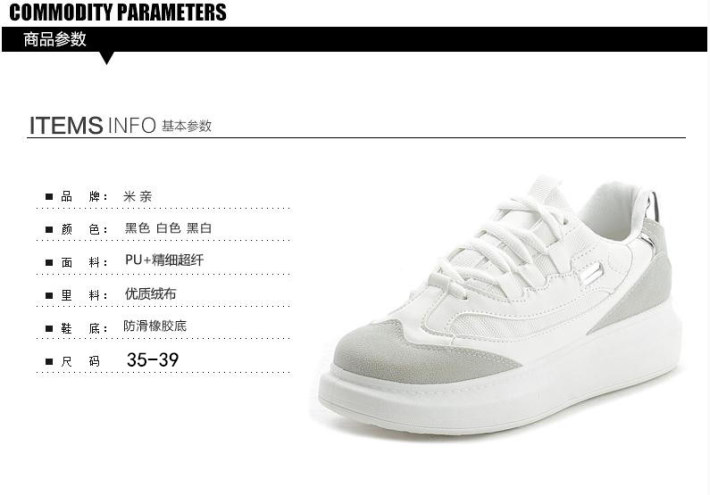 COMMODITY PARAMETERS
商品参数
ITEMS INFO 基本参数
■ 品 牌： 米 亲
■ 颜 色： 黑色 白色 黑白
■ 面 料： PU+精细超纤
■ 里 料： 优质绒布
■ 鞋 底： 防滑橡胶底
■ 尺 码 35-39